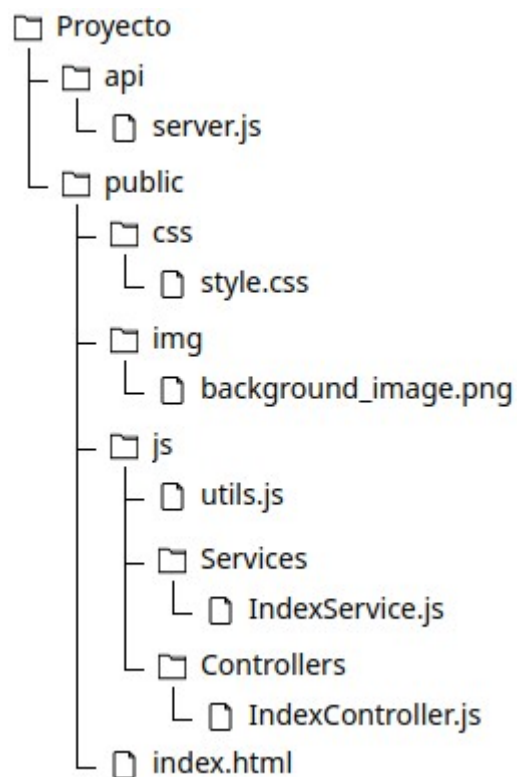 Proyecto
api
server.js
public
css
style.css
img
background_image.png
js
utils.js
Services
IndexService.js
Controllers
IndexController.js
index.html